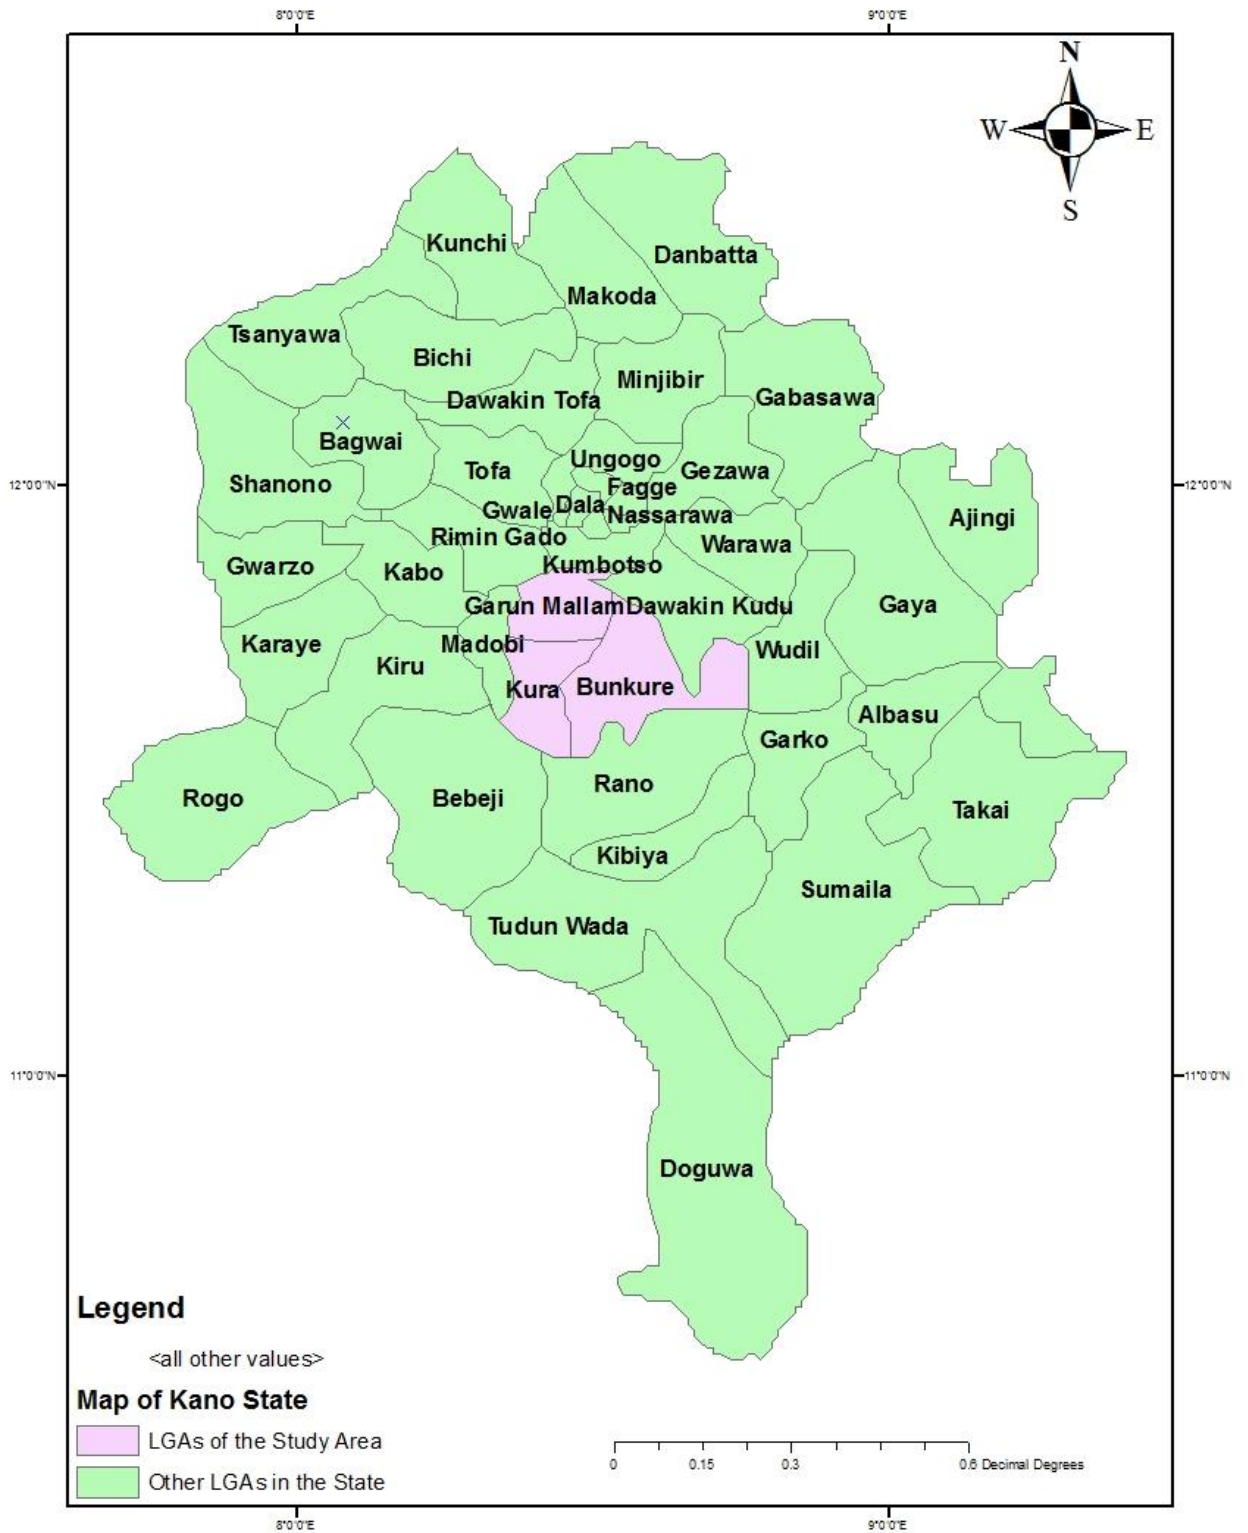 8°0'0"E 9°0'0"E
N
W E
S
Kunchi
Danbatta
Makoda
Tsanyawa
Bichi
Minjibir
Dawakin Tofa
Gabasawa
Bagwai
Ungogo
Tofa
Gezawa
Shanono
Fagge
12°0'0"N 12°0'0"N
Dala
Gwale
Nassarawa
Ajingi
Rimin Gado
Warawa
Gwarzo
Kumbotso
Kabo
Garun Mallam
Dawakin Kudu
Gaya
Karaye
Madobi
Wudil
Kiru
Kura
Bunkure
Albasu
Garko
Rano
Rogo
Bebeji
Takai
Kibiya
Sumaila
Tudun Wada
11°0'0"N 11°0'0"N
Doguwa
Legend
<all other values>
Map of Kano State
LGAs of the Study Area
Other LGAs in the State
0 0.15 0.3 0.6 Decimal Degrees
8°0'0"E 9°0'0"E